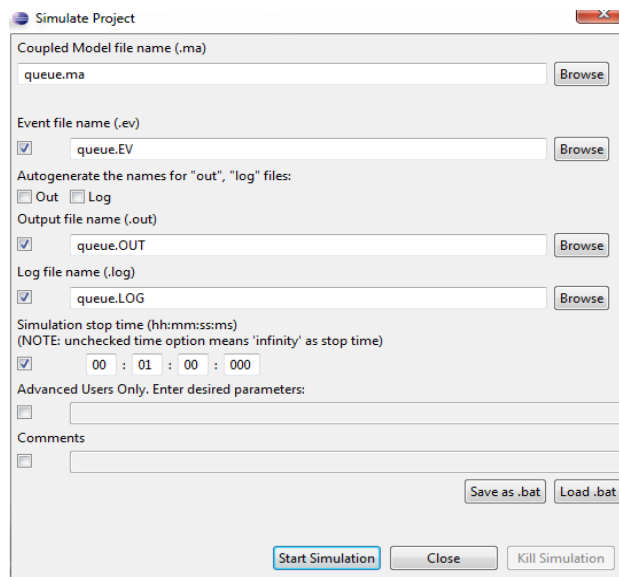 Simulate Project
Coupled Model file name (.ma)
queue.ma
Browse
Event file name (.ev)
queue.EV
Browse
Autogenerate the names for "out", "log" files:
Out Log
Output file name (.out)
queue.OUT
Browse
Log file name (.log)
queue.LOG
Browse
Simulation stop time (hh:mm:ss:ms)
(NOTE: unchecked time option means 'infinity' as stop time)
00 : 01 : 00 : 000
Advanced Users Only. Enter desired parameters:
Comments
Save as .bat Load .bat
Start Simulation Close Kill Simulation